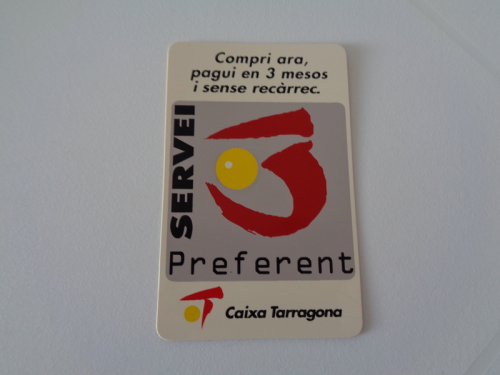 Compri ara,
pagui en 3 mesos
i sense recàrrec.
SERVEI
Preferent
Caixa Tarragona